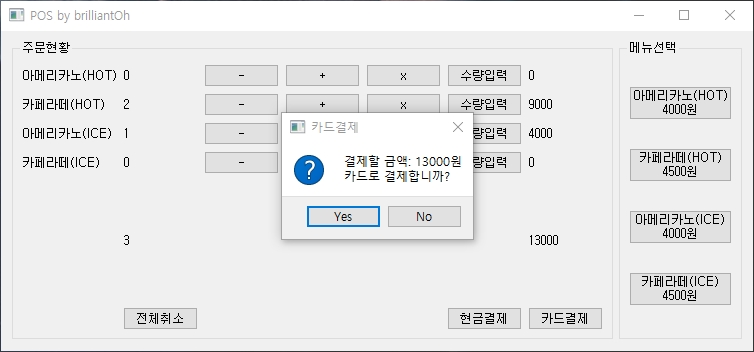 POS by brilliantOh
주문현황
메뉴선택
아메리카노(HOT) 0 - + x 수량입력 0
카페라떼(HOT) 2 - + x 수량입력 9000
아메리카노(ICE) 1 - 수량입력 4000
카페라떼(ICE) 0 - 수량입력 0
3 13000
전체취소 현금결제 카드결제
아메리카노(HOT)
4000원
카페라떼(HOT)
4500원
아메리카노(ICE)
4000원
카페라떼(ICE)
4500원
카드결제
?
결제할 금액: 13000원
카드로 결제합니까?
Yes No